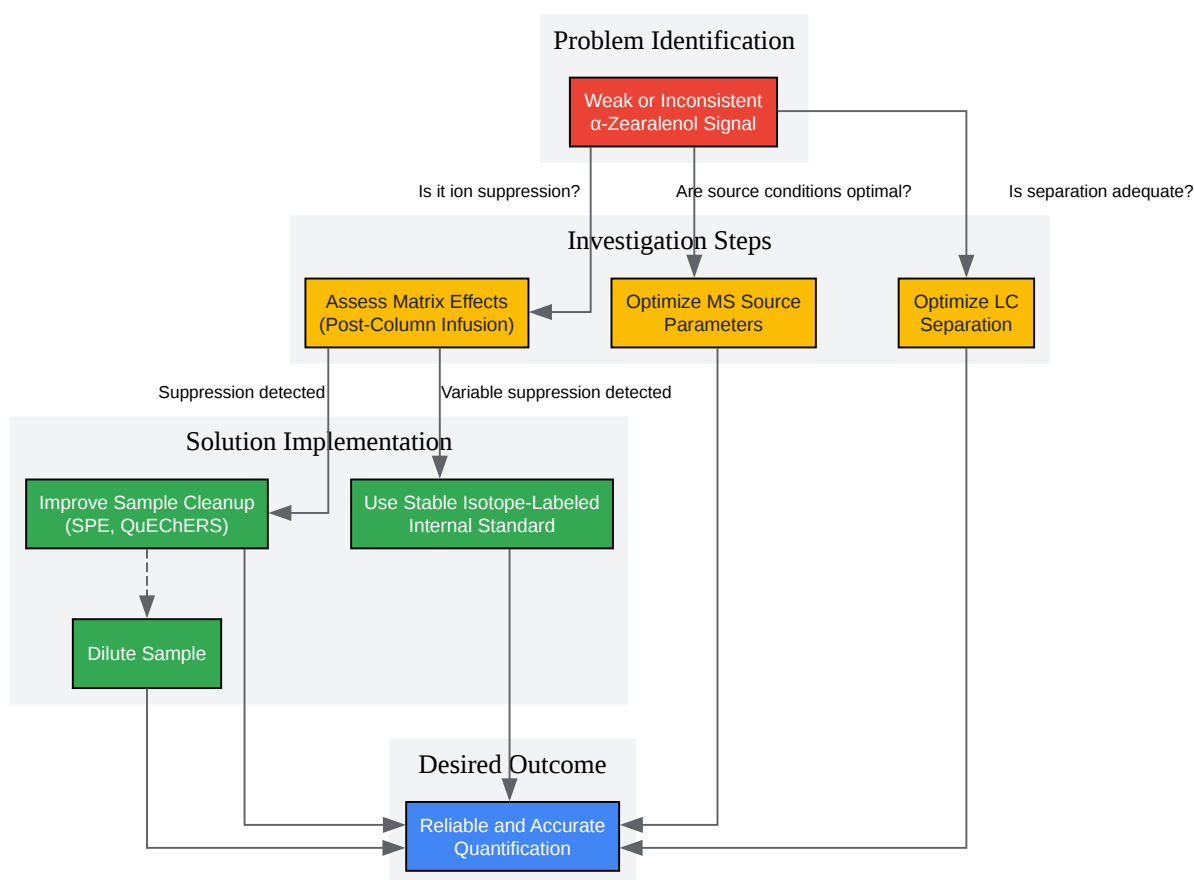 Problem Identification
Weak or Inconsistent
α-Zearalenol Signal
Is it ion suppression?
Are source conditions optimal?
Is separation adequate?
Investigation Steps
Assess Matrix Effects
(Post-Column Infusion)
Optimize MS Source
Parameters
Optimize LC
Separation
Suppression detected
Variable suppression detected
Solution Implementation
Improve Sample Cleanup
(SPE, QuEChERS)
Use Stable Isotope-Labeled
Internal Standard
Dilute Sample
Desired Outcome
Reliable and Accurate
Quantification